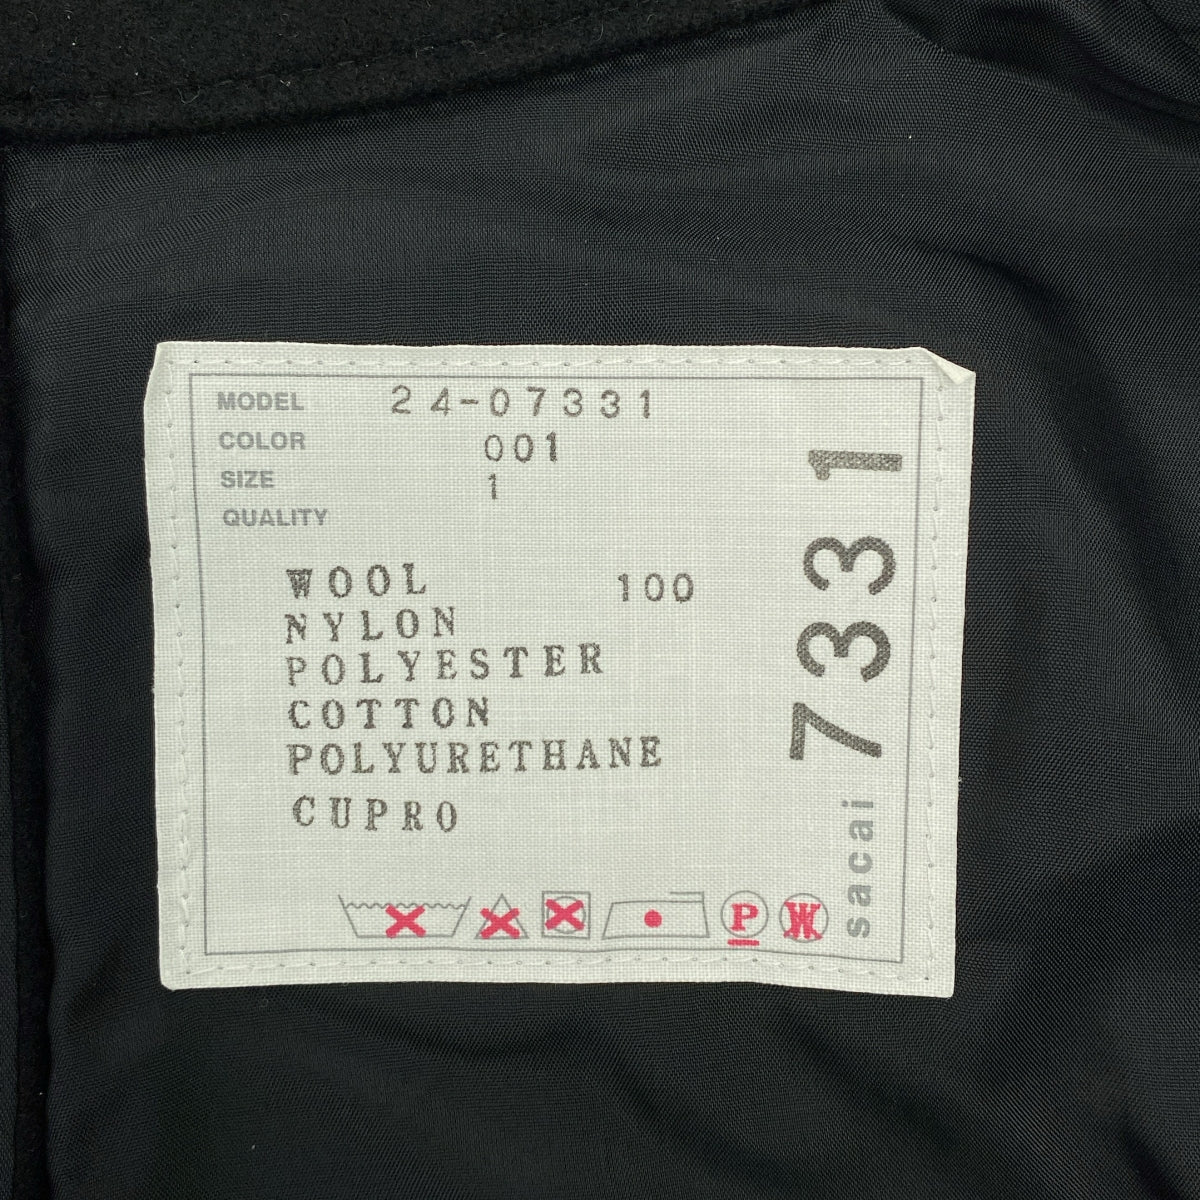 MODEL 24-07331
COLOR 001
SIZE 1
QUALITY
WOOL 100
NYLON
POLYESTER
COTTON
POLYURETHANE
CUPRO
P W
sacai 7331